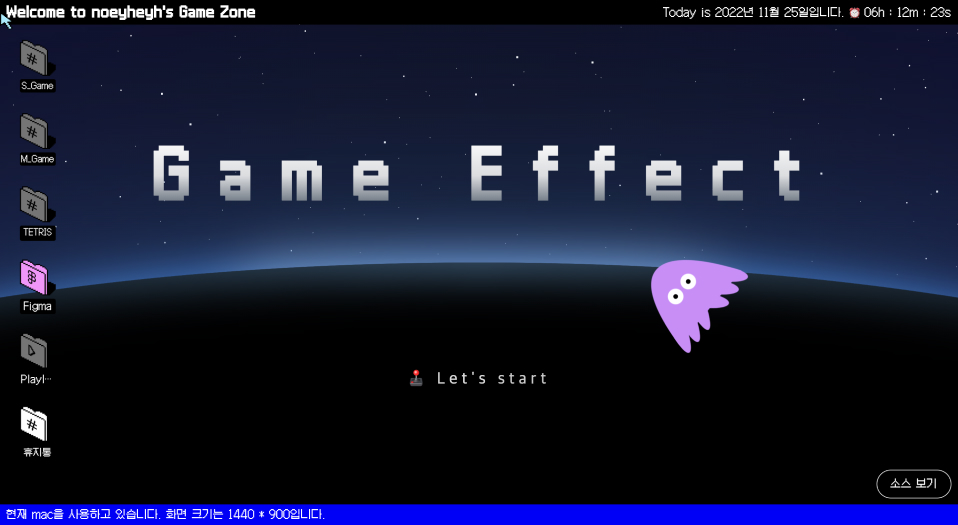 Welcome to noeyheyh's Game Zone
Today is 2022년 11월 25일입니다. ⏰ 06h : 12m : 23s
S_Game
M_Game
TETRIS
Figma
Playl···
휴지통
Game Effect
🕹️ Let's start
소스 보기
현재 mac을 사용하고 있습니다. 화면 크기는 1440 * 900입니다.